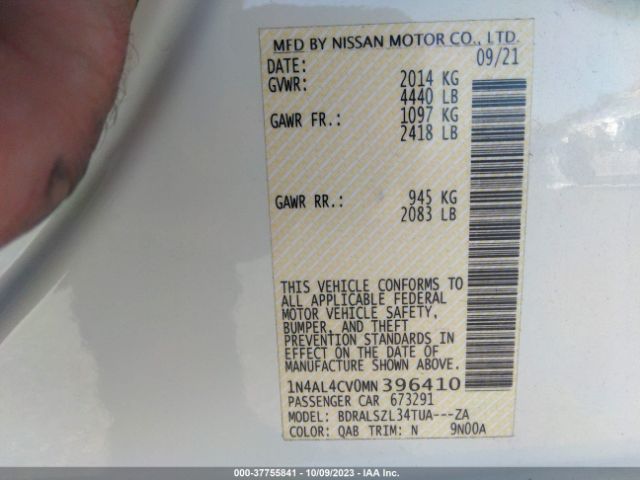 MFD BY NISSAN MOTOR CO., LTD.
DATE: 09/21
GVWR: 2014 KG
4440 LB
GAWR FR.: 1097 KG
2418 LB
GAWR RR.: 945 KG
2083 LB
THIS VEHICLE CONFORMS TO
ALL APPLICABLE FEDERAL
MOTOR VEHICLE SAFETY,
BUMPER, AND THEFT
PREVENTION STANDARDS IN
EFFECT ON THE DATE OF
MANUFACTURE SHOWN ABOVE.
1N4AL4CV0MN 396410
PASSENGER CAR 673291
MODEL: BDRALSZL34TUA---ZA
COLOR: QAB TRIM: N 9N00A
000-37755841 - 10/09/2023 - IAA Inc.